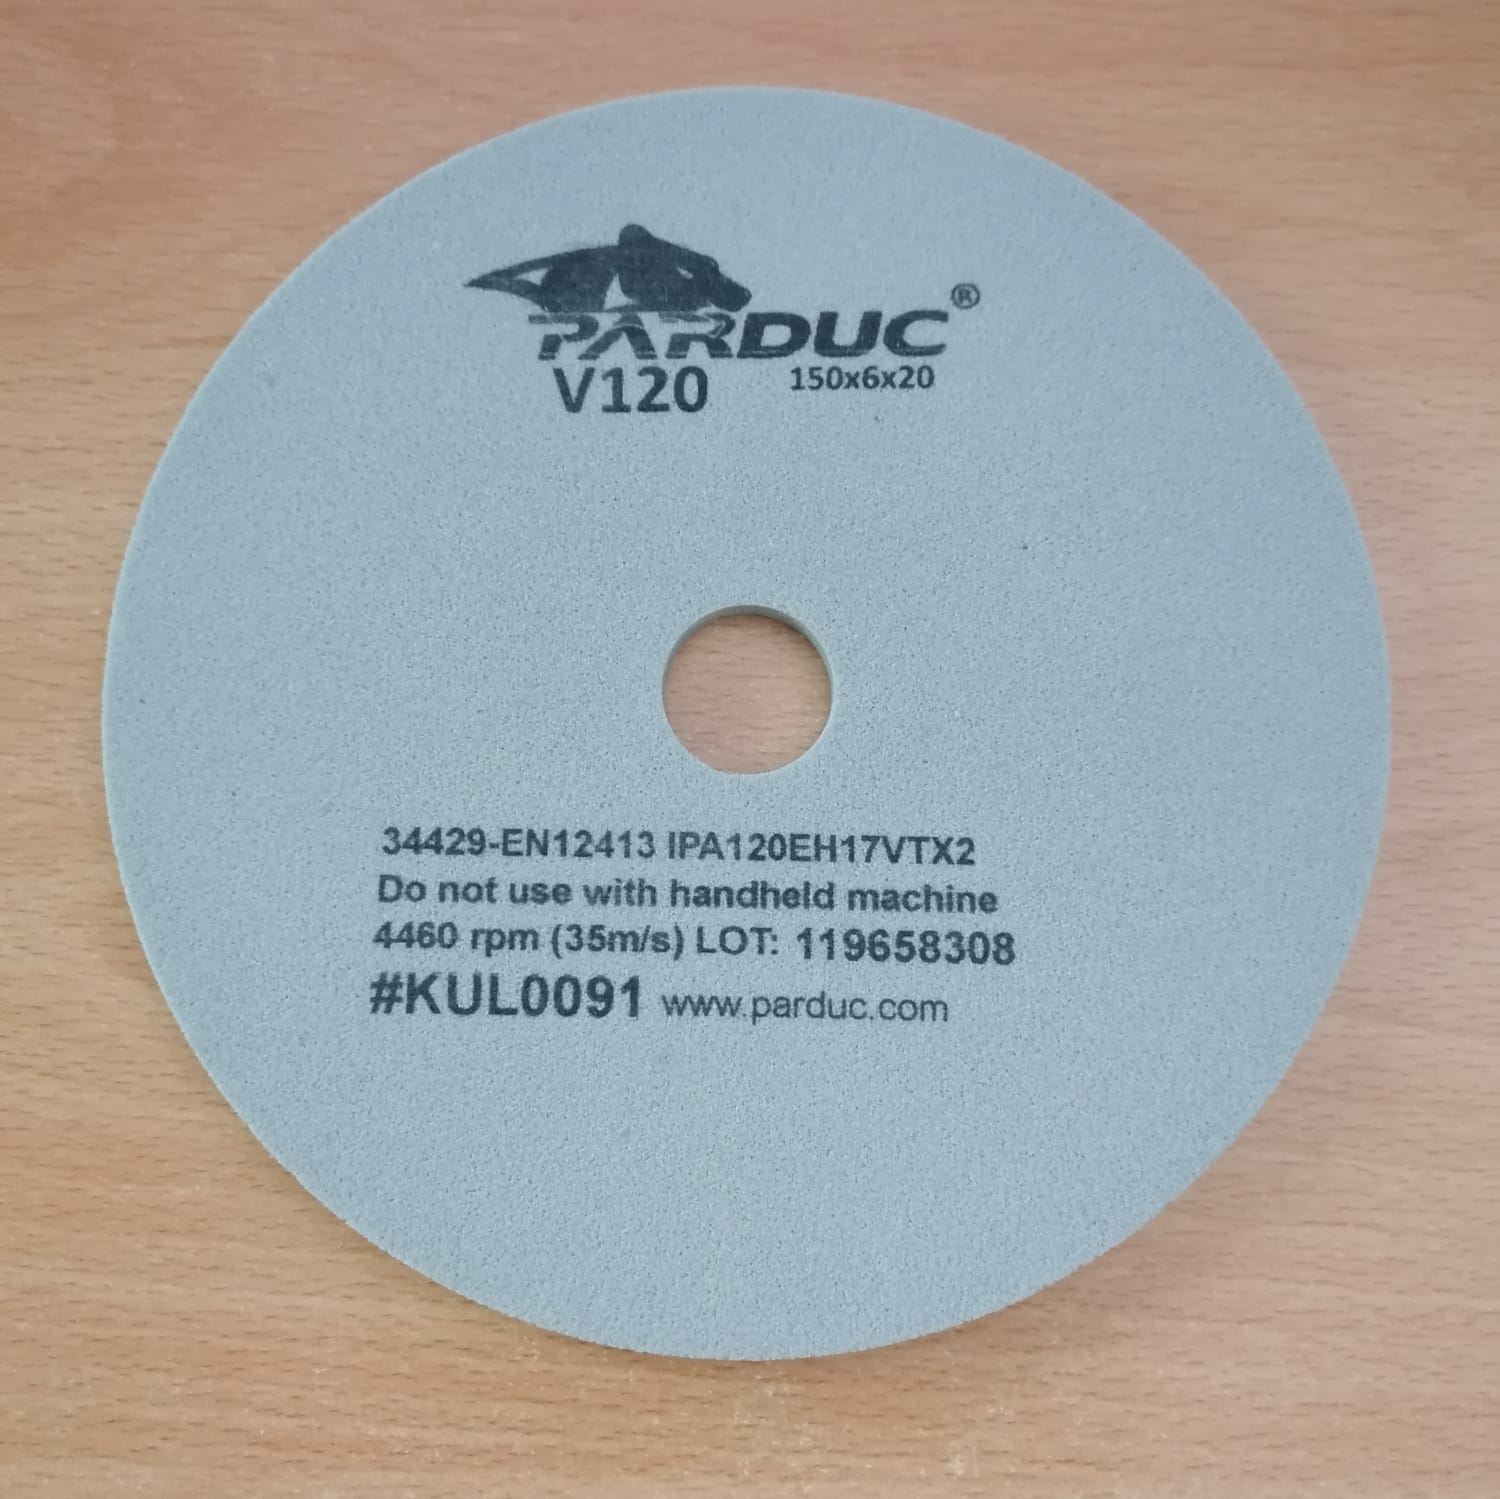 PARDUC®
V120 150x6x20
34429-EN12413 IPA120EH17VTX2
Do not use with handheld machine
4460 rpm (35m/s) LOT: 119658308
#KUL0091 www.parduc.com